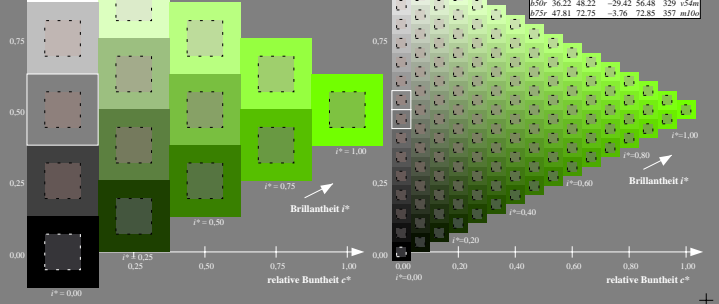 b50r 36.22 48.22 −29.42 56.48 329 v54m
b75r 47.81 72.75 −3.76 72.85 357 m10o
0,75
0,50
0,25
0,00
i* = 1,00
i* = 0,75
i* = 0,50
i* = 0,25
i* = 0,00
Brillantheit i*
0,25
0,50
0,75
1,00
relative Buntheit c*
0,75
0,50
0,25
0,00
i*=1,00
i*=0,80
i*=0,60
i*=0,40
i*=0,20
i*=0,00
Brillantheit i*
0,00
0,20
0,40
0,60
0,80
1,00
relative Buntheit c*